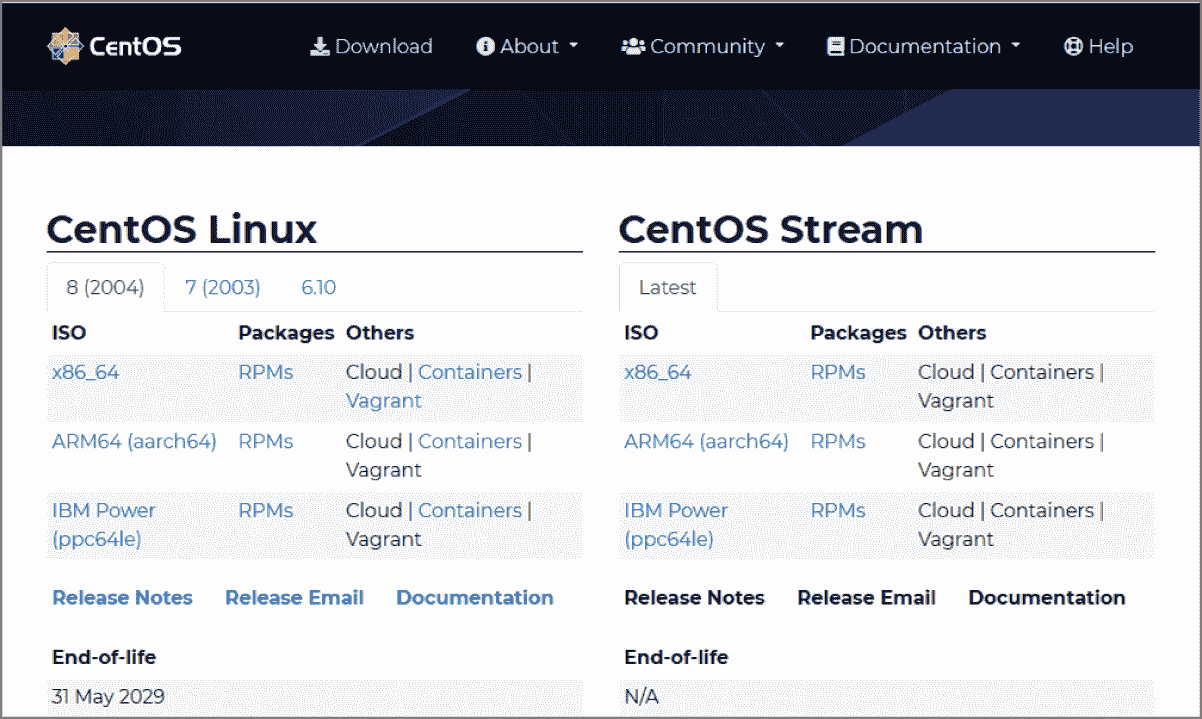 CentOS Download About Community Documentation Help
CentOS Linux
8 (2004) 7 (2003) 6.10
ISO Packages Others
x86_64 RPMs Cloud | Containers |
Vagrant
ARM64 (aarch64) RPMs Cloud | Containers |
Vagrant
IBM Power RPMs Cloud | Containers |
(ppc64le) Vagrant
Release Notes Release Email Documentation
End-of-life
31 May 2029
CentOS Stream
Latest
ISO Packages Others
x86_64 RPMs Cloud | Containers |
Vagrant
ARM64 (aarch64) RPMs Cloud | Containers |
Vagrant
IBM Power RPMs Cloud | Containers |
(ppc64le) Vagrant
Release Notes Release Email Documentation
End-of-life
N/A